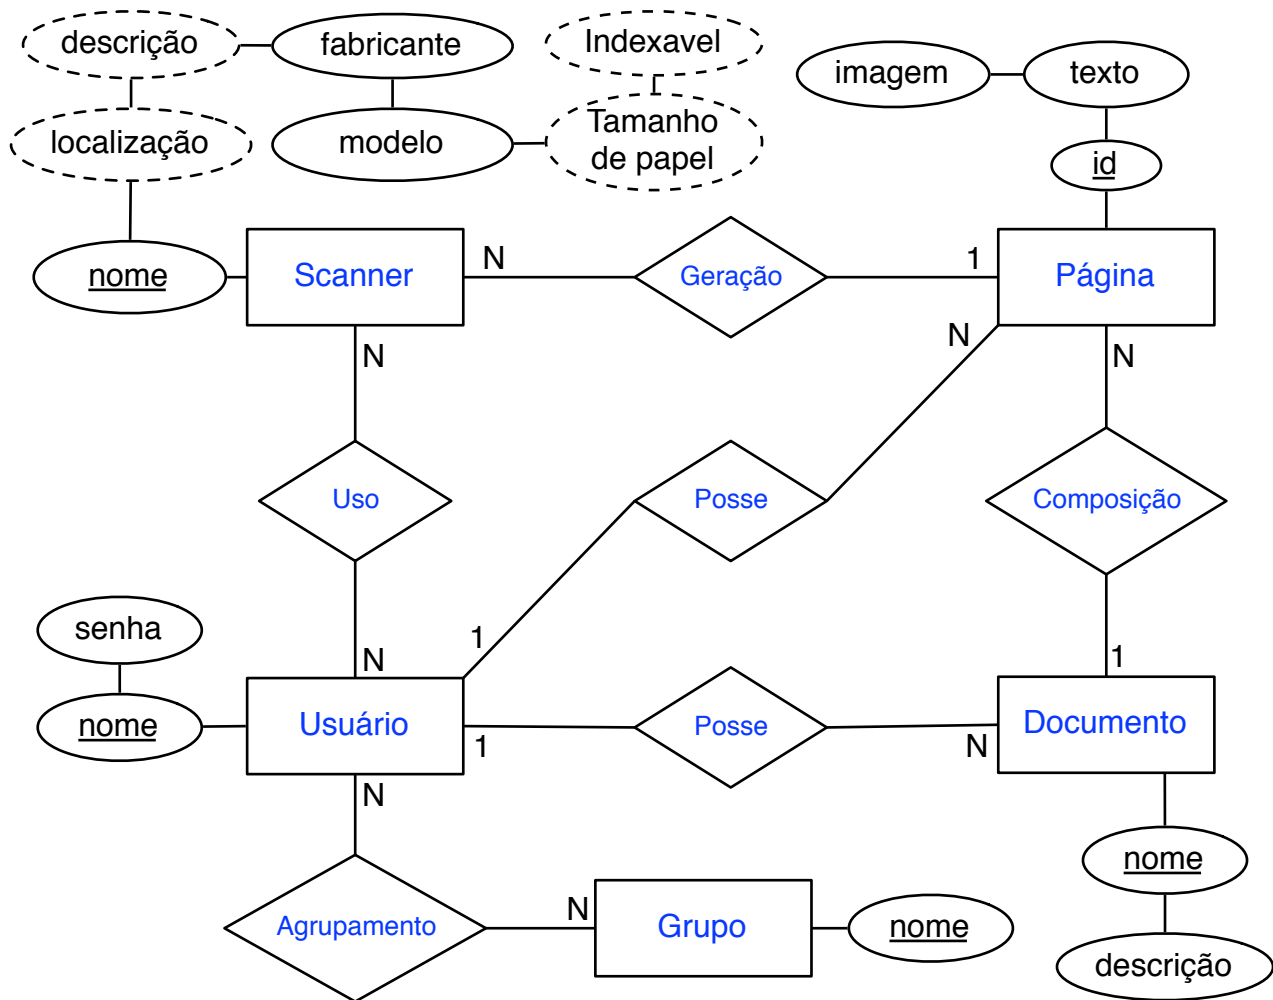 descrição
fabricante
Indexavel
imagem
texto
localização
modelo
Tamanho
de papel
id
nome
Scanner
N
Geração
1
Página
N
N
N
Uso
Posse
Composição
senha
N
1
1
nome
Usuário
1
Posse
N
Documento
N
nome
Agrupamento
N
Grupo
nome
descrição